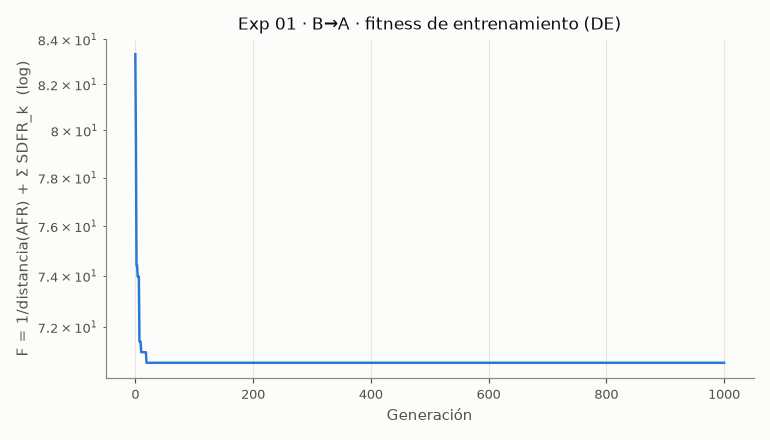 Exp 01 · B→A · fitness de entrenamiento (DE)
F = 1/distancia(AFR) + Σ SDFR_k (log)
8.4 × 10¹
8.2 × 10¹
8 × 10¹
7.8 × 10¹
7.6 × 10¹
7.4 × 10¹
7.2 × 10¹
0 200 400 600 800 1000
Generación